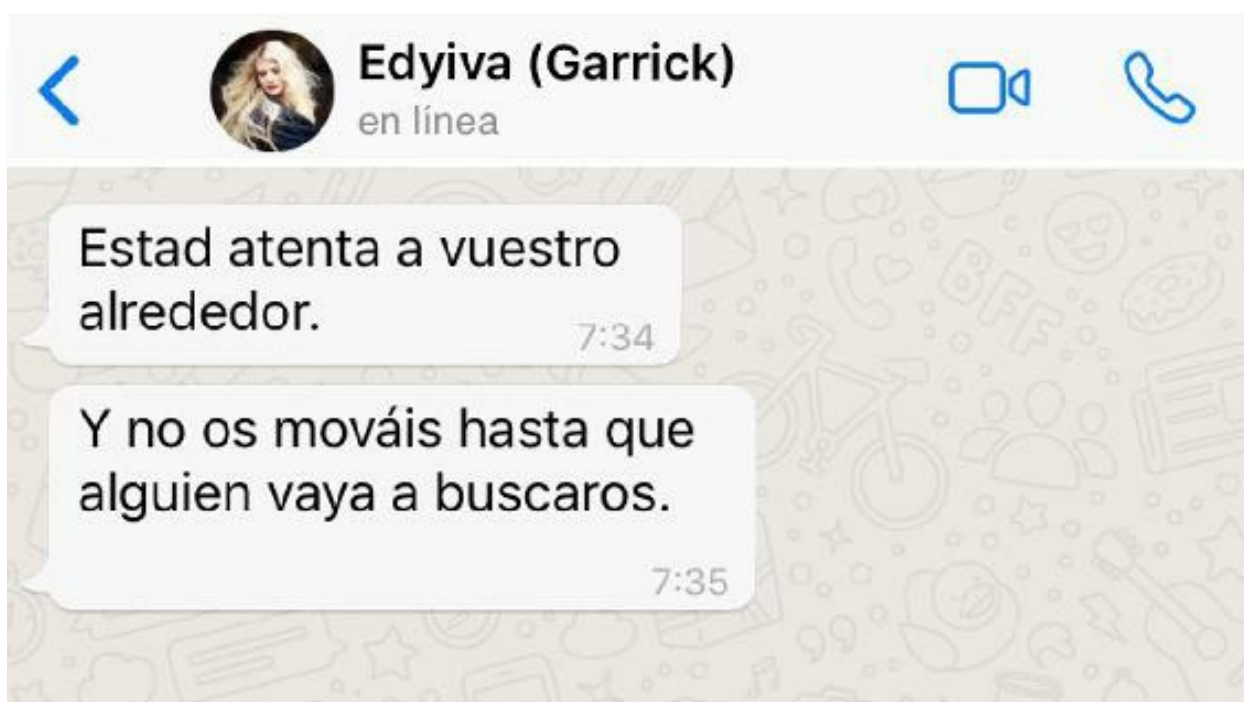 Edyiva (Garrick)
en línea
Estad atenta a vuestro
alrededor.
7:34
Y no os mováis hasta que
alguien vaya a buscaros.
7:35